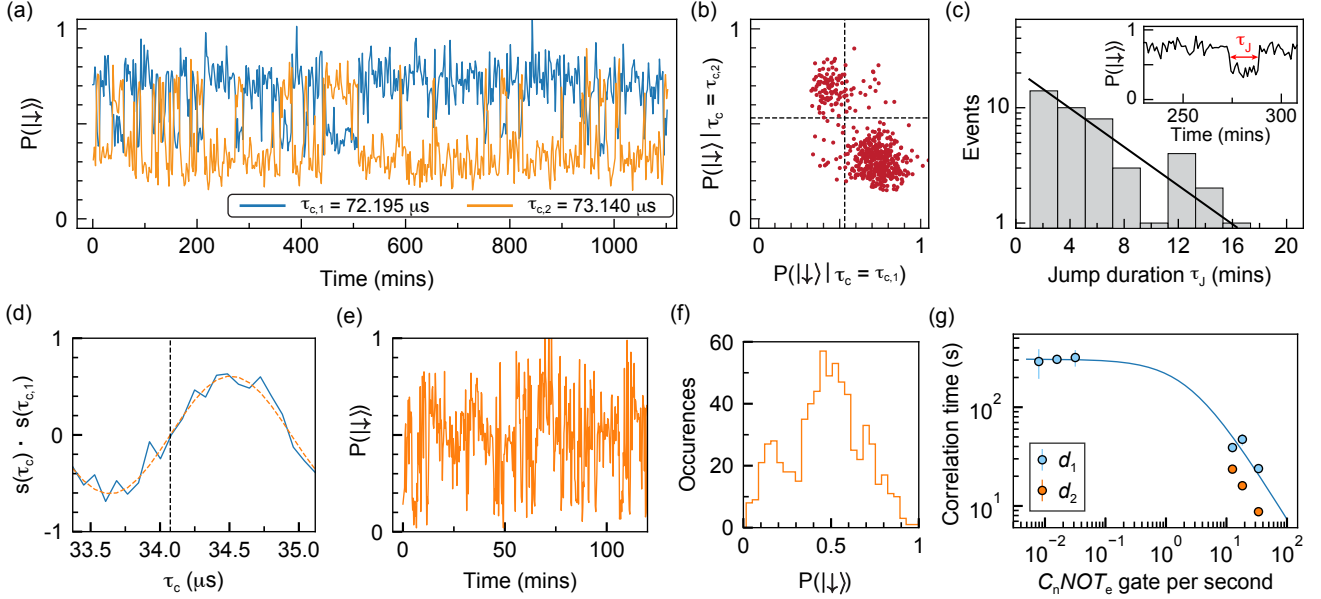 (a)
1
P(|↓⟩)
0
0
200
400
600
800
1000
Time (mins)
τc,1 = 72.195 μs
τc,2 = 73.140 μs
(b)
1
P(|↓⟩ | τc = τc,2)
0
0
1
P(|↓⟩ | τc = τc,1)
(c)
Events
10
1
0
4
8
12
16
20
Jump duration τJ (mins)
1
P(|↓⟩)
0
τJ
250
300
Time (mins)
(d)
1
s(τc) · s(τc,1)
0
-1
33.5
34.0
34.5
35.0
τc (μs)
(e)
1
P(|↓⟩)
0
0
50
100
Time (mins)
(f)
60
40
20
0
Occurences
0
0.5
1
P(|↓⟩)
(g)
Correlation time (s)
10²
10¹
d1
d2
10⁻²
10⁻¹
10⁰
10¹
10²
CnNOTe gate per second